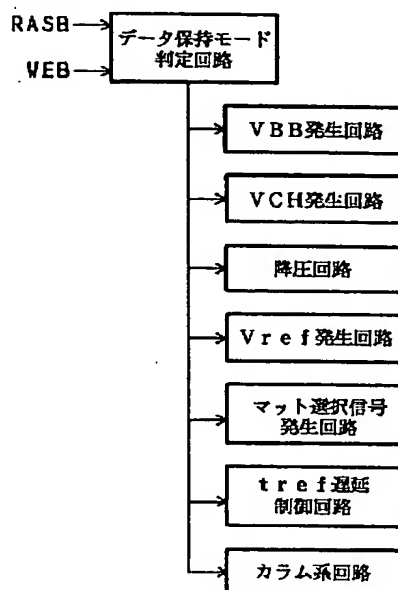 RASB
WEB
データ保持モード
判定回路
VBB発生回路
VCH発生回路
降圧回路
Vref発生回路
マット選択信号
発生回路
tref遅延
制御回路
カラム系回路